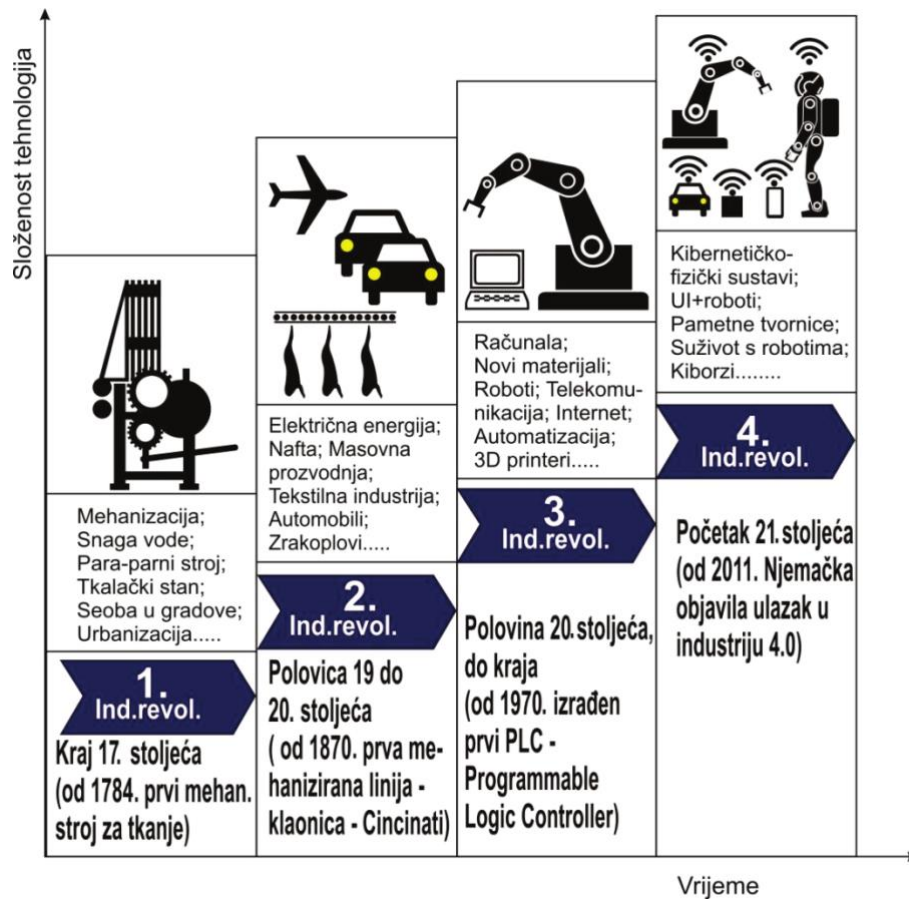 Složenost tehnologija
Mehanizacija;
Snaga vode;
Para-parni stroj;
Tkalački stan;
Seoba u gradove;
Urbanizacija.....
1.
Ind.revol.
Kraj 17. stoljeća
(od 1784. prvi mehan.
stroj za tkanje)
Električna energija;
Nafta; Masovna
prozvodnja;
Tekstilna industrija;
Automobili;
Zrakoplovi.....
2.
Ind.revol.
Polovica 19 do
20. stoljeća
( od 1870. prva me-
hanizirana linija -
klaonica - Cincinati)
Računala;
Novi materijali;
Roboti; Telekomu-
nikacija; Internet;
Automatizacija;
3D printeri.....
3.
Ind.revol.
Polovina 20.stoljeća,
do kraja
(od 1970. izrađen
prvi PLC -
Programmable
Logic Controller)
Kibernetičko-
fizički sustavi;
UI+roboti;
Pametne tvornice;
Suživot s robotima;
Kiborzi........
4.
Ind.revol.
Početak 21.stoljeća
(od 2011. Njemačka
objavila ulazak u
industriju 4.0)
Vrijeme